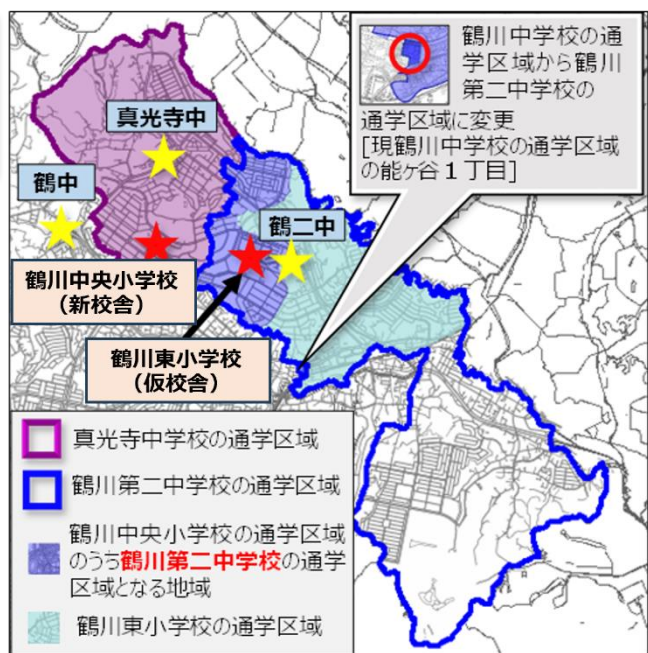 鶴川中学校の通
学区域から鶴川
第二中学校の
通学区域に変更
[現鶴川中学校の通学区域
の能ヶ谷１丁目]
真光寺中
鶴中
鶴二中
鶴川中央小学校
（新校舎）
鶴川東小学校
（仮校舎）
真光寺中学校の通学区域
鶴川第二中学校の通学区域
鶴川中央小学校の通学区域
のうち鶴川第二中学校の通学
区域となる地域
鶴川東小学校の通学区域